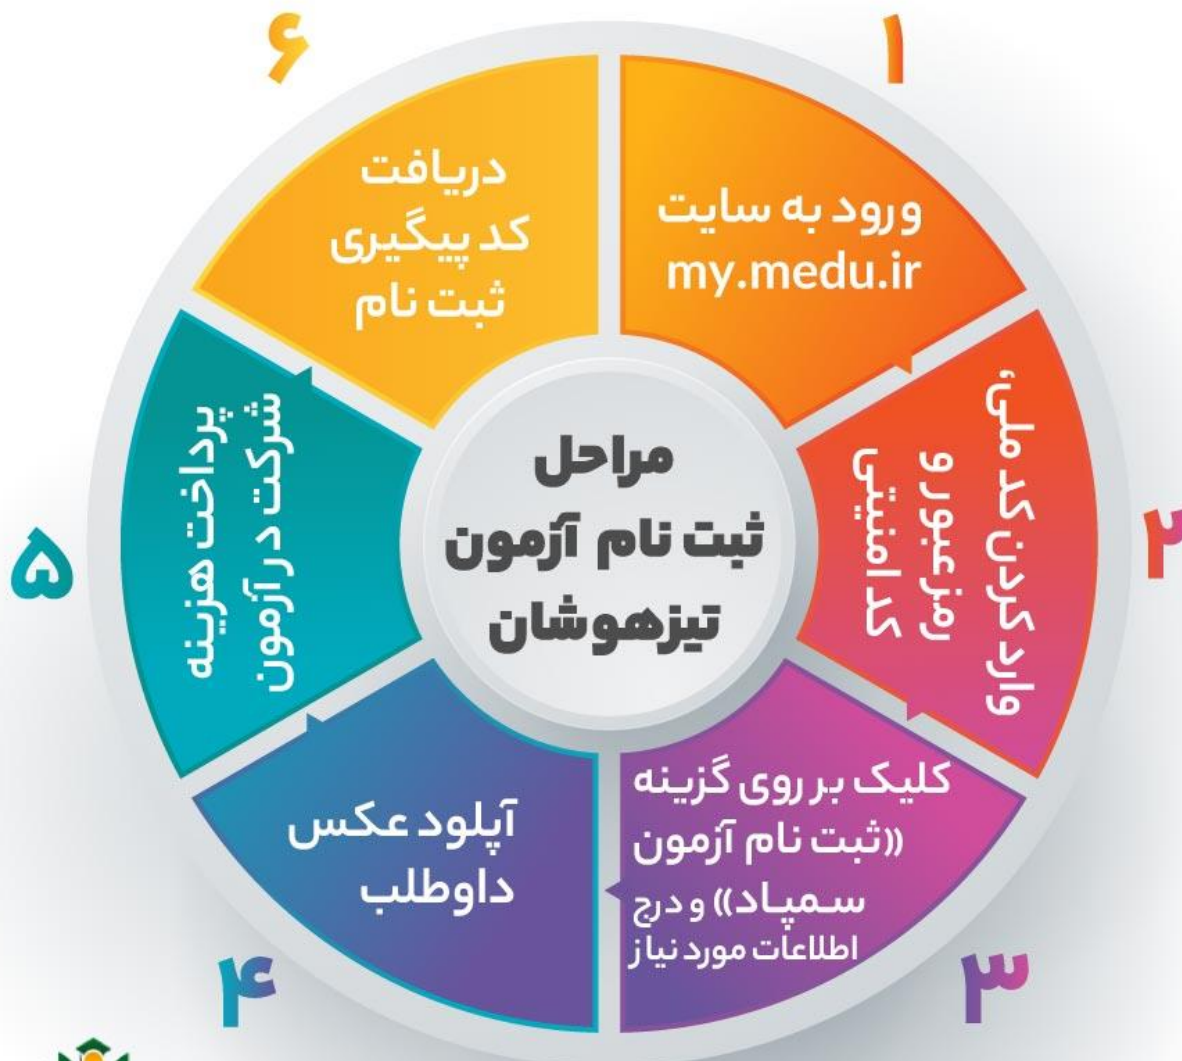 مراحل
ثبت نام آزمون
تیزهوشان
۱
ورود به سایت
my.medu.ir
۲
وارد کردن کد ملی،
رمز عبور و
کد امنیتی
۳
کلیک بر روی گزینه
«ثبت نام آزمون
سمپاد» و درج
اطلاعات مورد نیاز
۴
آپلود عکس
داوطلب
۵
پرداخت هزینه
شرکت در آزمون
۶
دریافت
کد پیگیری
ثبت نام